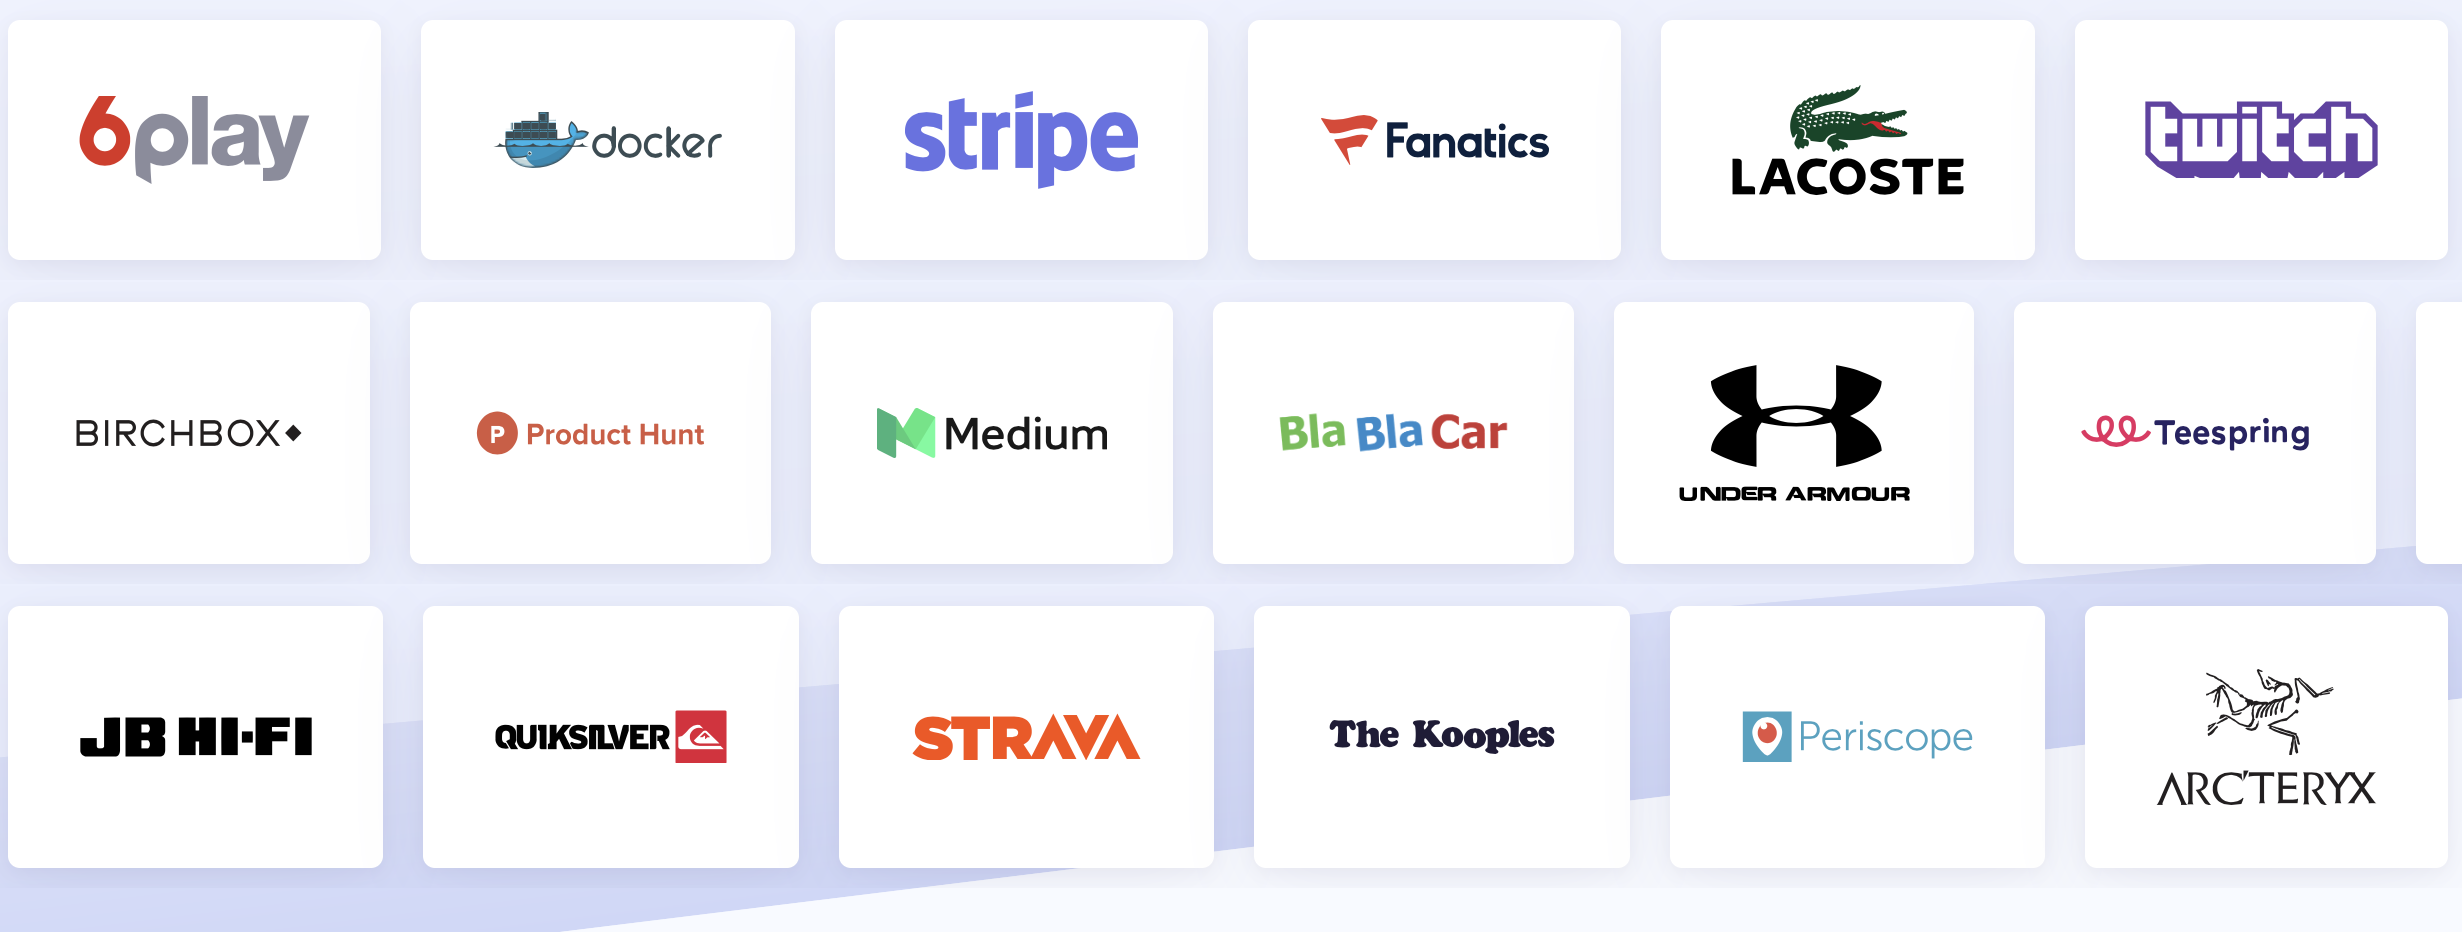 6play
docker
stripe
Fanatics
LACOSTE
twitch
BIRCHBOX
P Product Hunt
Medium
Bla Bla Car
UNDER ARMOUR
Teespring
JB HI-FI
QUIKSILVER
STRAVA
The Kooples
Periscope
ARC'TERYX